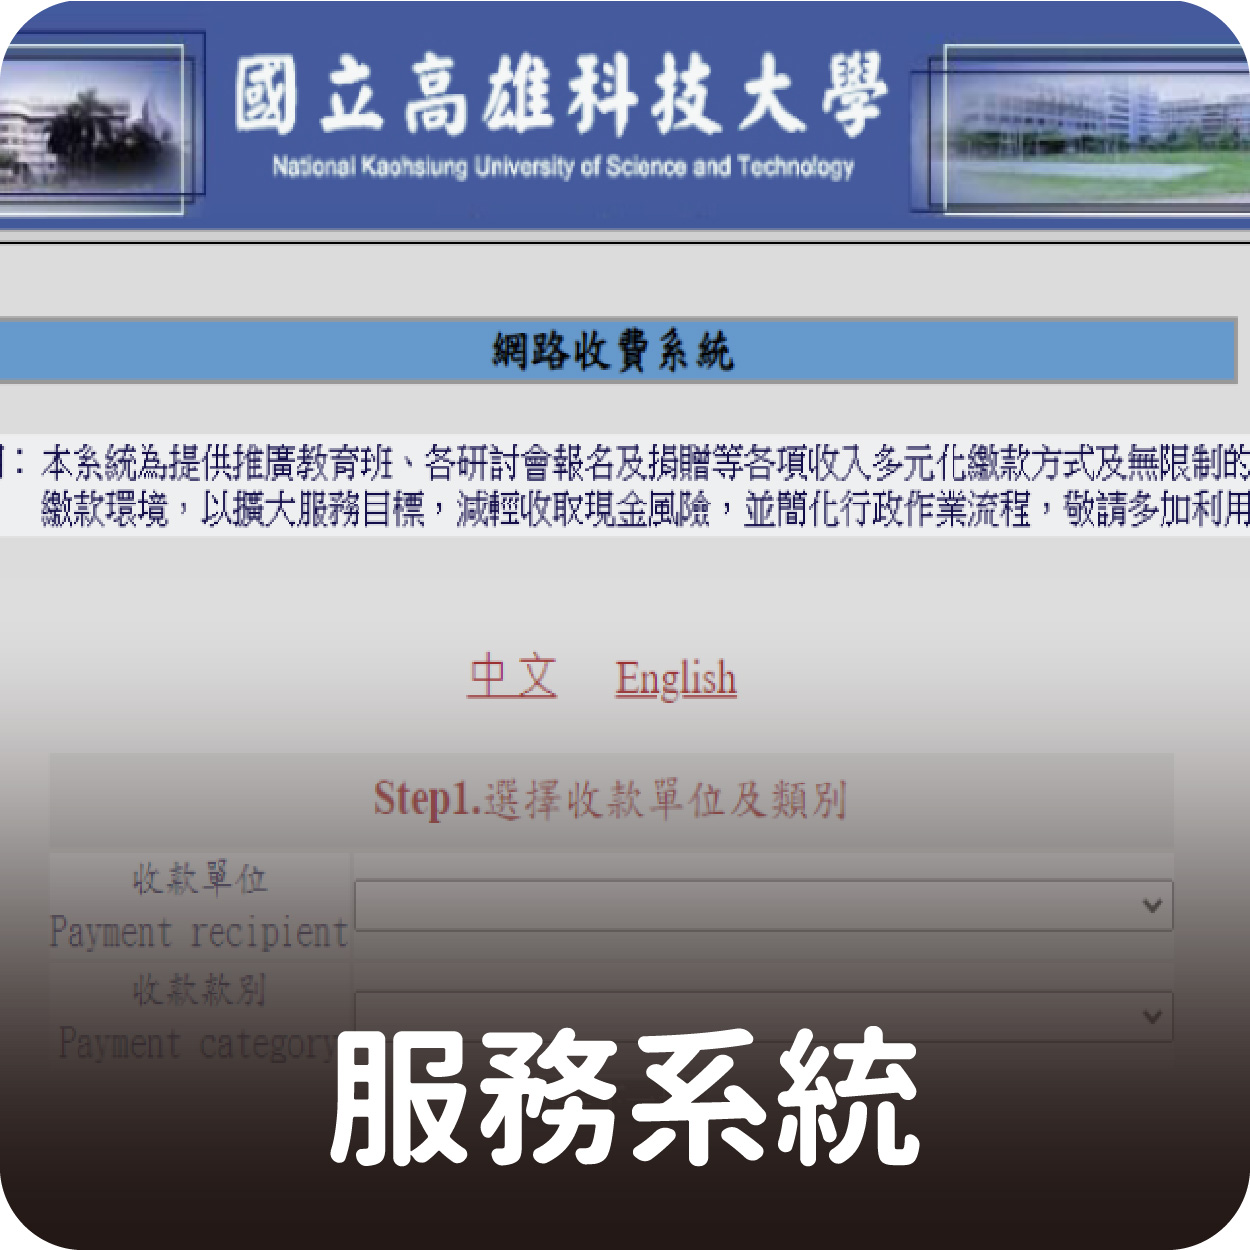 國立高雄科技大學
National Kaohsiung University of Science and Technology
網路收費系統
：本系統為提供推廣教育班、各研討會報名及捐贈等各項收入多元化繳款方式及無限制的
繳款環境，以擴大服務目標，減輕收取現金風險，並簡化行政作業流程，敬請多加利用
中文 English
Step1.選擇收款單位及類別
收款單位
Payment recipient
收款款別
Payment category
服務系統